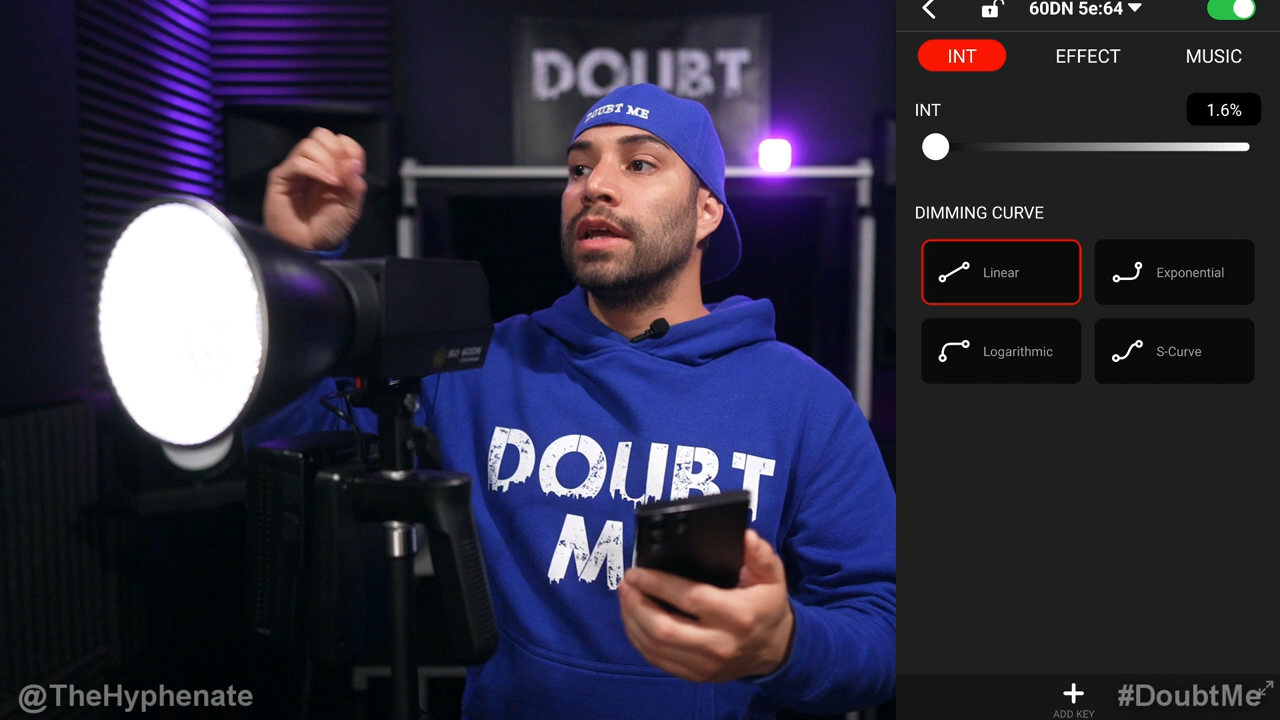 DOUBT
DOUBT ME
DOUBT
M
60DN 5e:64
INT
EFFECT
MUSIC
INT
1.6%
DIMMING CURVE
Linear
Exponential
Logarithmic
S-Curve
ADD KEY
@TheHyphenate
#DoubtMe